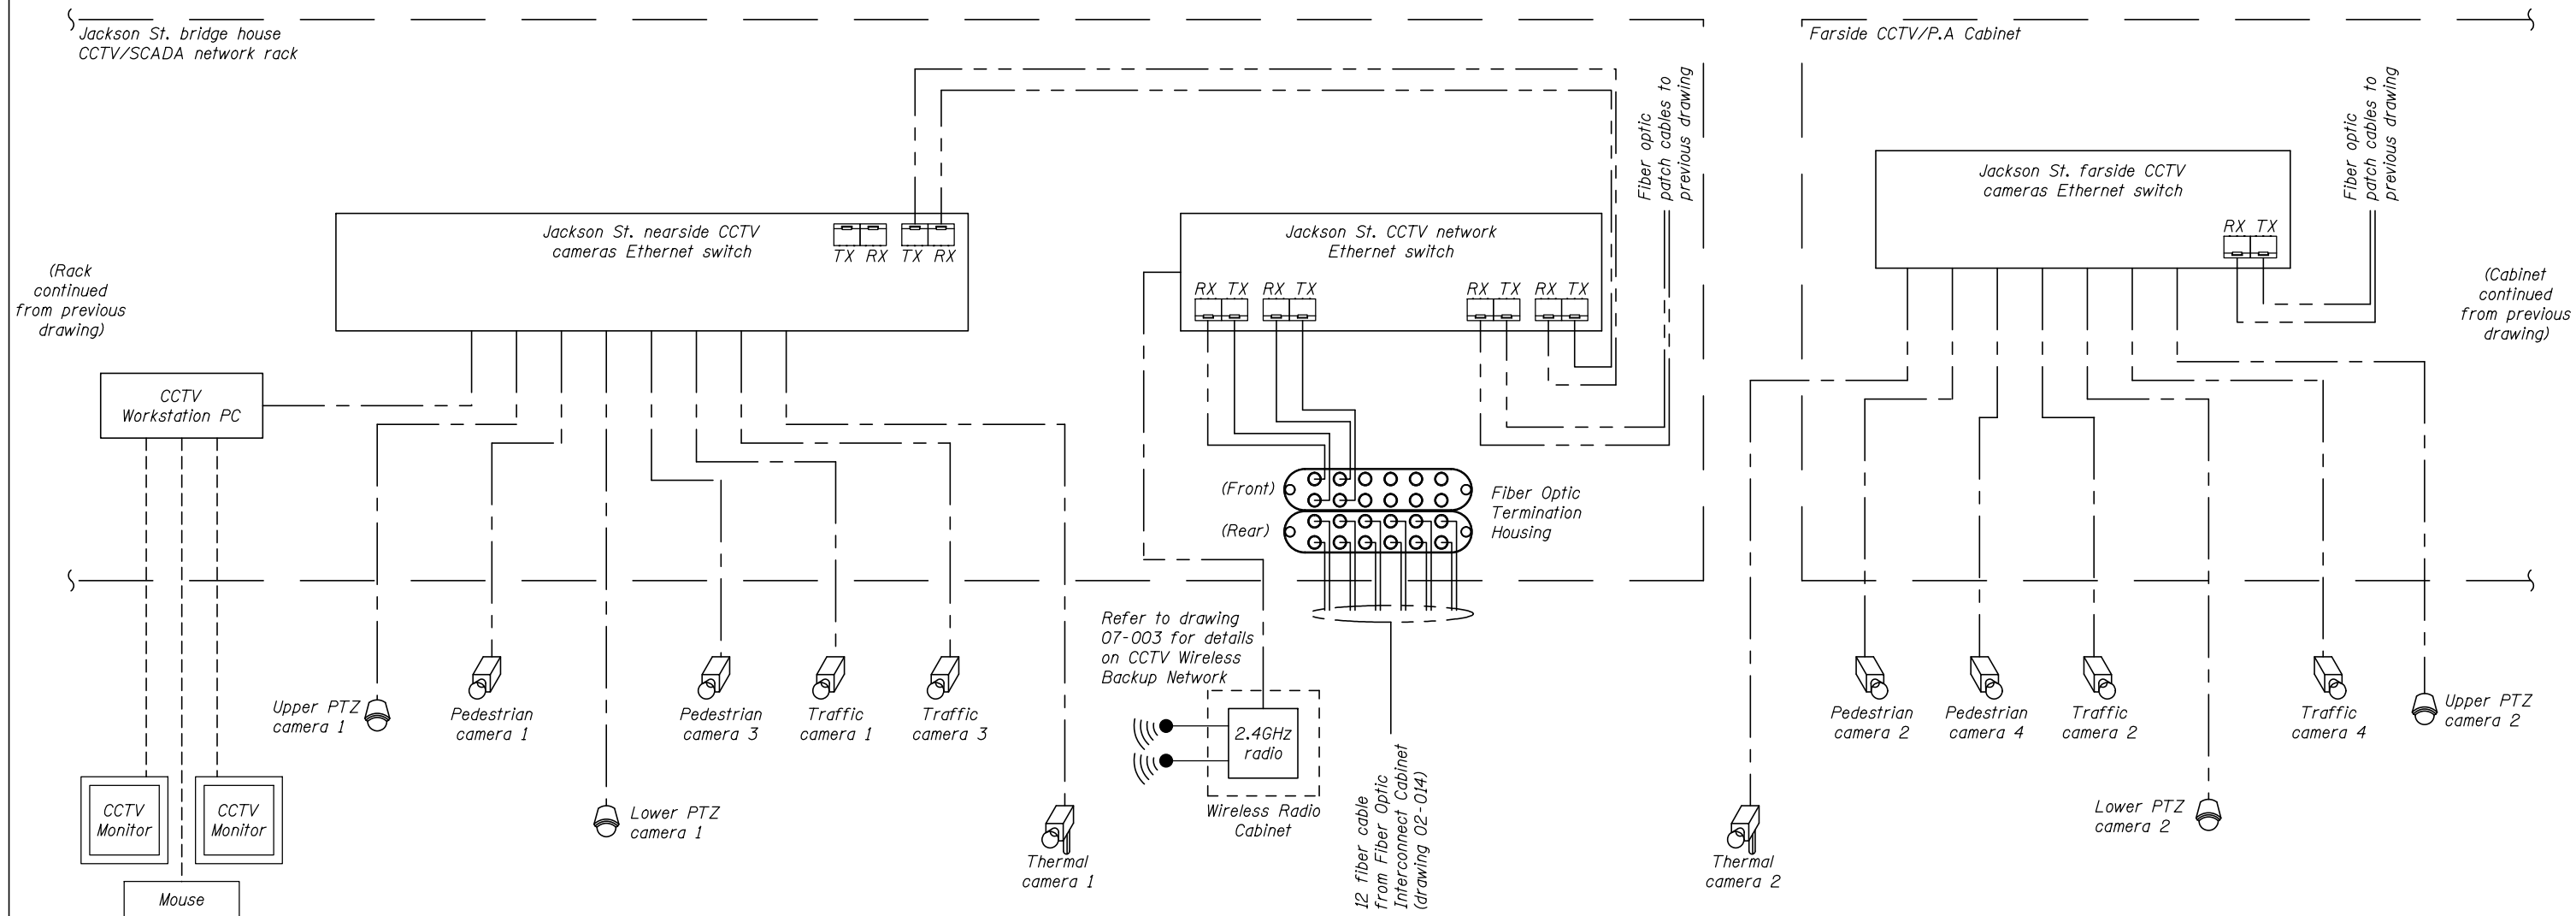 Jackson St. bridge house
CCTV/SCADA network rack
Farside CCTV/P.A Cabinet
Fiber optic
patch cables to
previous drawing
Fiber optic
patch cables to
previous drawing
Jackson St. nearside CCTV
cameras Ethernet switch
TX RX TX RX
Jackson St. CCTV network
Ethernet switch
RX TX RX TX RX TX RX TX
Jackson St. farside CCTV
cameras Ethernet switch
RX TX
(Rack
continued
from previous
drawing)
(Cabinet
continued
from previous
drawing)
CCTV
Workstation PC
(Front)
(Rear)
Fiber Optic
Termination
Housing
Refer to drawing
07-003 for details
on CCTV Wireless
Backup Network
Upper PTZ
camera 1
Pedestrian
camera 1
Pedestrian
camera 3
Traffic
camera 1
Traffic
camera 3
2.4GHz
radio
Wireless Radio
Cabinet
12 fiber cable
from Fiber Optic
Interconnect Cabinet
(drawing 02-014)
Pedestrian
camera 2
Pedestrian
camera 4
Traffic
camera 2
Traffic
camera 4
Upper PTZ
camera 2
CCTV
Monitor
CCTV
Monitor
Lower PTZ
camera 1
Lower PTZ
camera 2
Thermal
camera 1
Thermal
camera 2
Mouse